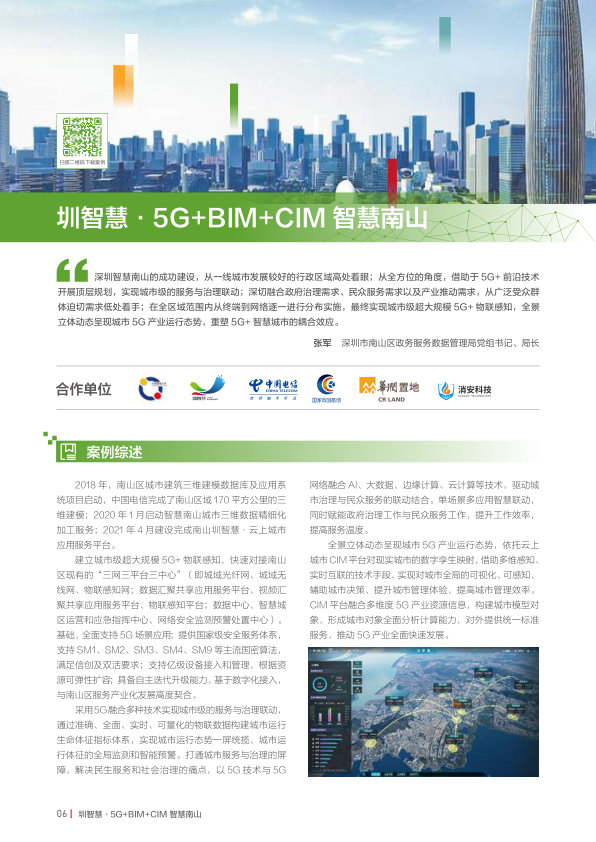 扫描二维码下载案例
圳智慧 · 5G+BIM+CIM 智慧南山
深圳智慧南山的成功建设，从一线城市发展较好的行政区域高处着眼；从全方位的角度，借助于 5G+ 前沿技术
开展顶层规划，实现城市级的服务与治理联动；深切融合政府治理需求、民众服务需求以及产业推动需求，从广泛受众群
体迫切需求低处着手；在全区域范围内从终端到网络逐一进行分布实施，最终实现城市级超大规模 5G+ 物联感知，全景
立体动态呈现城市 5G 产业运行态势，重塑 5G+ 智慧城市的耦合效应。
张军 深圳市南山区政务服务数据管理局党组书记、局长
合作单位
中国电信
CHINA TELECOM
世界触手可及
国家双创基地
華潤置地
CR LAND
消安科技
案例综述
2018 年，南山区城市建筑三维建模数据库及应用系
统项目启动，中国电信完成了南山区域 170 平方公里的三
维建模；2020 年 1 月启动智慧南山城市三维数据精细化
加工服务；2021 年 4 月建设完成南山圳智慧 · 云上城市
应用服务平台。
建立城市级超大规模 5G+ 物联感知，快速对接南山
区现有的“三网三平台三中心”（即城域光纤网、城域无
线网、物联感知网；数据汇聚共享应用服务平台、视频汇
聚共享应用服务平台、物联感知平台；数据中心、智慧城
区运营和应急指挥中心、网络安全监测预警处置中心）。
基础，全面支持 5G 场景应用；提供国家级安全服务体系，
支持 SM1、SM2、SM3、SM4、SM9 等主流国密算法，
满足信创及双活要求；支持亿级设备接入和管理，根据资
源可弹性扩容；具备自主迭代升级能力，基于数字化接入，
与南山区服务产业化发展高度契合。
采用5G融合多种技术实现城市级的服务与治理联动，
通过准确、全面、实时、可量化的物联数据构建城市运行
生命体征指标体系，实现城市运行态势一屏统揽、城市运
行体征的全局监测和智能预警。打通城市服务与治理的屏
障，解决民生服务和社会治理的痛点，以 5G 技术与 5G
网络融合 AI、大数据、边缘计算、云计算等技术，驱动城
市治理与民众服务的联动结合。单场景多应用智慧联动，
同时赋能政府治理工作与民众服务工作，提升工作效率，
提高服务温度。
全景立体动态呈现城市 5G 产业运行态势，依托云上
城市 CIM 平台对现实城市的数字孪生映射，借助多维感知、
实时互联的技术手段，实现对城市全局的可视化、可感知、
辅助城市决策、提升城市管理体验，提高城市管理效率。
CIM 平台融合多维度 5G 产业资源信息，构建城市模型对
象，形成城市对象全面分析计算能力，对外提供统一标准
服务，推动 5G 产业全面快速发展。
06 圳智慧 · 5G+BIM+CIM 智慧南山